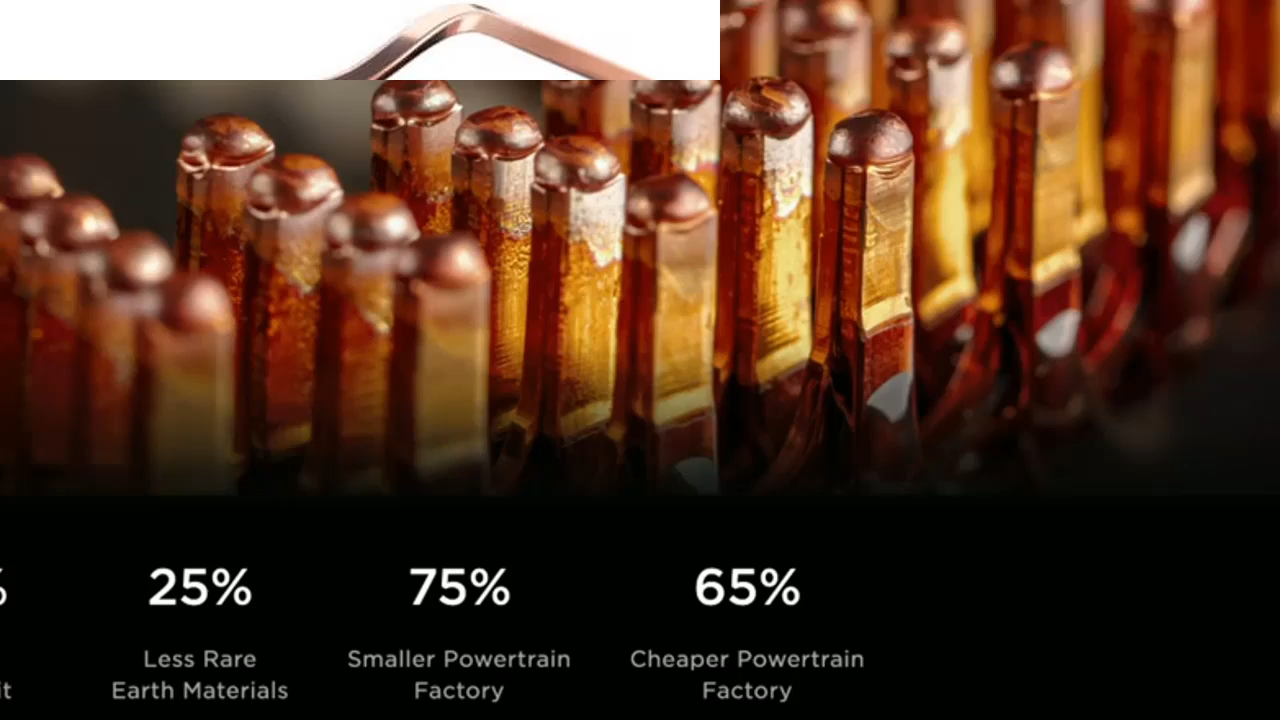 %
25%
75%
65%
Less Rare
Earth Materials
Smaller Powertrain
Factory
Cheaper Powertrain
Factory